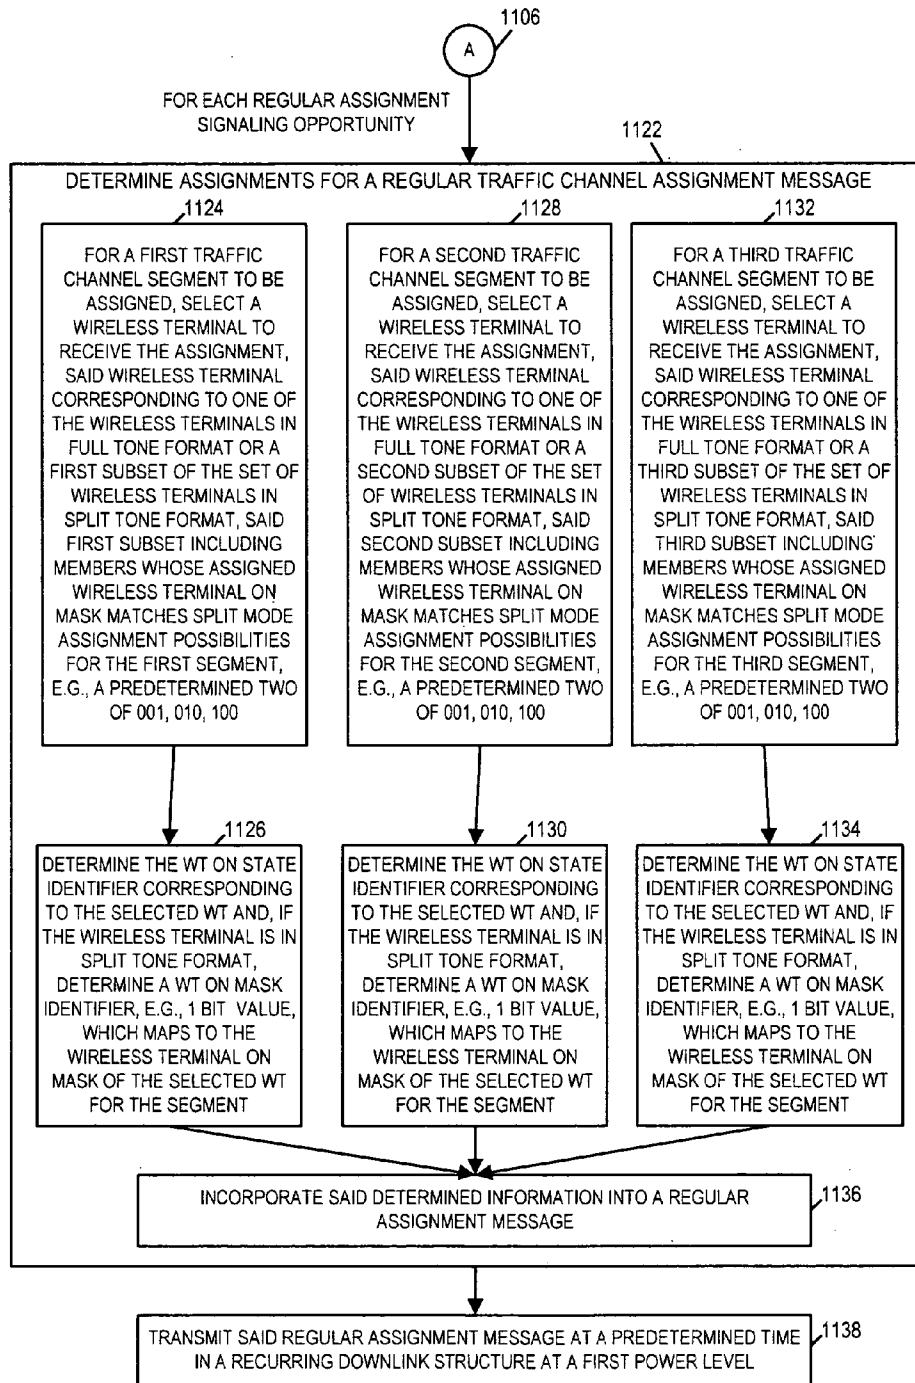 1106
A
FOR EACH REGULAR ASSIGNMENT
SIGNALING OPPORTUNITY
1122
DETERMINE ASSIGNMENTS FOR A REGULAR TRAFFIC CHANNEL ASSIGNMENT MESSAGE
1124
FOR A FIRST TRAFFIC
CHANNEL SEGMENT TO BE
ASSIGNED, SELECT A
WIRELESS TERMINAL TO
RECEIVE THE ASSIGNMENT,
SAID WIRELESS TERMINAL
CORRESPONDING TO ONE OF
THE WIRELESS TERMINALS IN
FULL TONE FORMAT OR A
FIRST SUBSET OF THE SET OF
WIRELESS TERMINALS IN
SPLIT TONE FORMAT, SAID
FIRST SUBSET INCLUDING
MEMBERS WHOSE ASSIGNED
WIRELESS TERMINAL ON
MASK MATCHES SPLIT MODE
ASSIGNMENT POSSIBILITIES
FOR THE FIRST SEGMENT,
E.G., A PREDETERMINED TWO
OF 001, 010, 100
1128
FOR A SECOND TRAFFIC
CHANNEL SEGMENT TO BE
ASSIGNED, SELECT A
WIRELESS TERMINAL TO
RECEIVE THE ASSIGNMENT,
SAID WIRELESS TERMINAL
CORRESPONDING TO ONE OF
THE WIRELESS TERMINALS IN
FULL TONE FORMAT OR A
SECOND SUBSET OF THE SET
OF WIRELESS TERMINALS IN
SPLIT TONE FORMAT, SAID
SECOND SUBSET INCLUDING
MEMBERS WHOSE ASSIGNED
WIRELESS TERMINAL ON
MASK MATCHES SPLIT MODE
ASSIGNMENT POSSIBILITIES
FOR THE SECOND SEGMENT,
E.G., A PREDETERMINED TWO
OF 001, 010, 100
1132
FOR A THIRD TRAFFIC
CHANNEL SEGMENT TO BE
ASSIGNED, SELECT A
WIRELESS TERMINAL TO
RECEIVE THE ASSIGNMENT,
SAID WIRELESS TERMINAL
CORRESPONDING TO ONE OF
THE WIRELESS TERMINALS IN
FULL TONE FORMAT OR A
THIRD SUBSET OF THE SET OF
WIRELESS TERMINALS IN
SPLIT TONE FORMAT, SAID
THIRD SUBSET INCLUDING
MEMBERS WHOSE ASSIGNED
WIRELESS TERMINAL ON
MASK MATCHES SPLIT MODE
ASSIGNMENT POSSIBILITIES
FOR THE THIRD SEGMENT,
E.G., A PREDETERMINED TWO
OF 001, 010, 100
1126
DETERMINE THE WT ON STATE
IDENTIFIER CORRESPONDING
TO THE SELECTED WT AND, IF
THE WIRELESS TERMINAL IS IN
SPLIT TONE FORMAT,
DETERMINE A WT ON MASK
IDENTIFIER, E.G., 1 BIT VALUE,
WHICH MAPS TO THE
WIRELESS TERMINAL ON
MASK OF THE SELECTED WT
FOR THE SEGMENT
1130
DETERMINE THE WT ON STATE
IDENTIFIER CORRESPONDING
TO THE SELECTED WT AND, IF
THE WIRELESS TERMINAL IS IN
SPLIT TONE FORMAT,
DETERMINE A WT ON MASK
IDENTIFIER, E.G., 1 BIT VALUE,
WHICH MAPS TO THE
WIRELESS TERMINAL ON
MASK OF THE SELECTED WT
FOR THE SEGMENT
1134
DETERMINE THE WT ON STATE
IDENTIFIER CORRESPONDING
TO THE SELECTED WT AND, IF
THE WIRELESS TERMINAL IS IN
SPLIT TONE FORMAT,
DETERMINE A WT ON MASK
IDENTIFIER, E.G., 1 BIT VALUE,
WHICH MAPS TO THE
WIRELESS TERMINAL ON
MASK OF THE SELECTED WT
FOR THE SEGMENT
INCORPORATE SAID DETERMINED INFORMATION INTO A REGULAR
ASSIGNMENT MESSAGE
1136
TRANSMIT SAID REGULAR ASSIGNMENT MESSAGE AT A PREDETERMINED TIME
IN A RECURRING DOWNLINK STRUCTURE AT A FIRST POWER LEVEL
1138